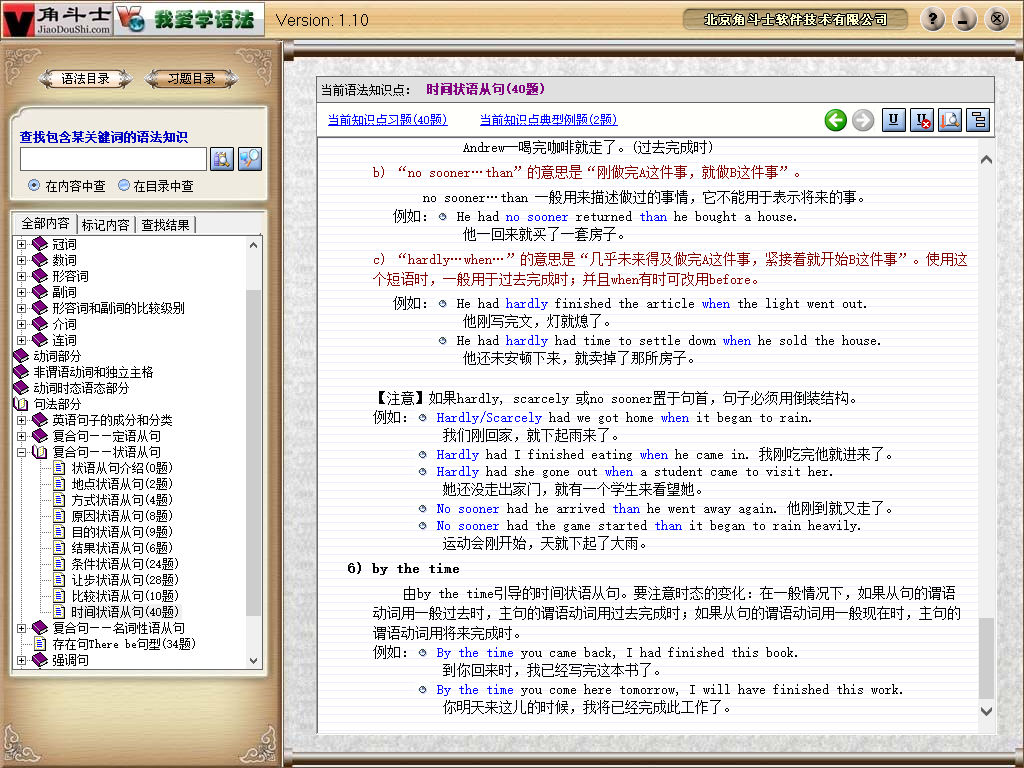 角斗士
JiaoDouShi.com
我爱学语法
Version: 1.10
北京角斗士软件技术有限公司
语法目录
习题目录
查找包含某关键词的语法知识
在内容中查
在目录中查
全部内容
标记内容
查找结果
冠词
数词
形容词
副词
形容词和副词的比较级别
介词
连词
动词部分
非谓语动词和独立主格
动词时态语态部分
句法部分
英语句子的成分和分类
复合句——定语从句
复合句——状语从句
状语从句介绍(0题)
地点状语从句(2题)
方式状语从句(4题)
原因状语从句(8题)
目的状语从句(9题)
结果状语从句(6题)
条件状语从句(24题)
让步状语从句(28题)
比较状语从句(10题)
时间状语从句(40题)
复合句——名词性语从句
存在句There be句型(34题)
强调句
当前语法知识点: 时间状语从句(40题)
当前知识点习题(40题)
当前知识点典型例题(2题)
Andrew一喝完咖啡就走了。(过去完成时)
b) “no sooner…than”的意思是“刚做完A这件事，就做B这件事”。
no sooner…than 一般用来描述做过的事情，它不能用于表示将来的事。
例如: He had no sooner returned than he bought a house.
他一回来就买了一套房子。
c) “hardly…when…”的意思是“几乎未来得及做完A这件事，紧接着就开始B这件事”。使用这
个短语时，一般用于过去完成时；并且when有时可改用before。
例如: He had hardly finished the article when the light went out.
他刚写完文，灯就熄了。
He had hardly had time to settle down when he sold the house.
他还未安顿下来，就卖掉了那所房子。
【注意】如果hardly, scarcely 或no sooner置于句首，句子必须用倒装结构。
例如: Hardly/Scarcely had we got home when it began to rain.
我们刚回家，就下起雨来了。
Hardly had I finished eating when he came in. 我刚吃完他就进来了。
Hardly had she gone out when a student came to visit her.
她还没走出家门，就有一个学生来看望她。
No sooner had he arrived than he went away again. 他刚到就又走了。
No sooner had the game started than it began to rain heavily.
运动会刚开始，天就下起了大雨。
6) by the time
由by the time引导的时间状语从句。要注意时态的变化：在一般情况下，如果从句的谓语
动词用一般过去时，主句的谓语动词用过去完成时；如果从句的谓语动词用一般现在时，主句的
谓语动词用将来完成时。
例如: By the time you came back, I had finished this book.
到你回来时，我已经写完这本书了。
By the time you come here tomorrow, I will have finished this work.
你明天来这儿的时候，我将已经完成此工作了。